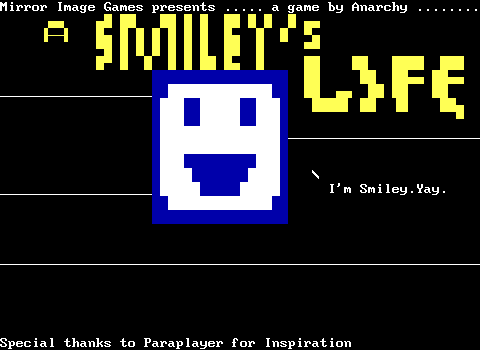 Mirror Image Games presents ..... a game by Anarchy ........
A SMILEY's
LIFE
I'm Smiley.Yay.
Special thanks to Paraplayer for Inspiration